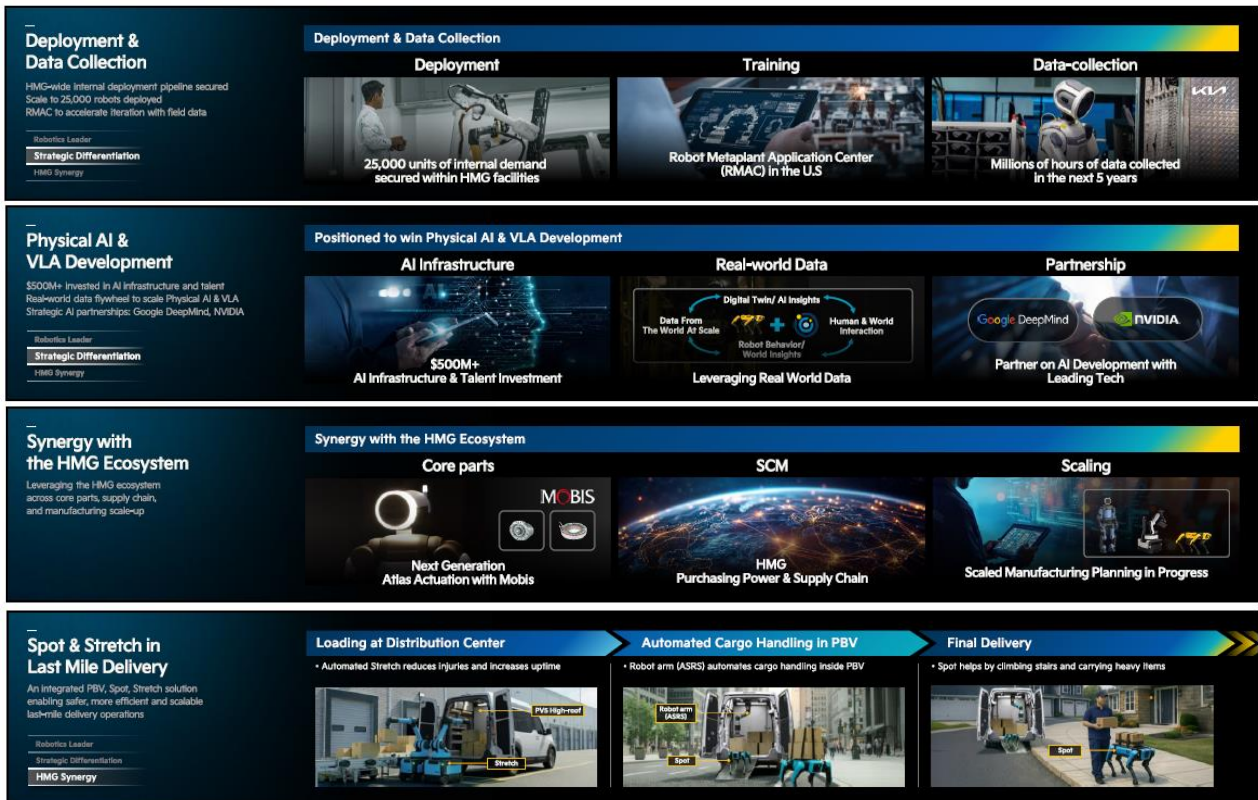 Deployment &
Data Collection
HMG-wide internal deployment pipeline secured
Scale to 25,000 robots deployed
RMAC to accelerate iteration with field data
Robotics Leader
Strategic Differentiation
HMG Synergy
Deployment & Data Collection
Deployment
25,000 units of internal demand
secured within HMG facilities
Training
Robot Metaplant Application Center
(RMAC) in the U.S
Data-collection
KIA
Millions of hours of data collected
in the next 5 years
Physical AI &
VLA Development
$500M+ invested in AI infrastructure and talent
Real-world data flywheel to scale Physical AI & VLA
Strategic AI partnerships: Google DeepMind, NVIDIA
Robotics Leader
Strategic Differentiation
HMG Synergy
Positioned to win Physical AI & VLA Development
AI Infrastructure
AI
$500M+
AI Infrastructure & Talent Investment
Real-world Data
Digital Twin/ AI Insights
Data From
The World At Scale
Human & World
Interaction
Robot Behavior/
World Insights
Leveraging Real World Data
Partnership
Google DeepMind
NVIDIA
Partner on AI Development with
Leading Tech
Synergy with
the HMG Ecosystem
Leveraging the HMG ecosystem
across core parts, supply chain,
and manufacturing scale-up
Synergy with the HMG Ecosystem
Core parts
MOBIS
Next Generation
Atlas Actuation with Mobis
SCM
HMG
Purchasing Power & Supply Chain
Scaling
Scaled Manufacturing Planning in Progress
Spot & Stretch in
Last Mile Delivery
An integrated PBV, Spot, Stretch solution
enabling safer, more efficient and scalable
last-mile delivery operations
Robotics Leader
Strategic Differentiation
HMG Synergy
Loading at Distribution Center
• Automated Stretch reduces injuries and increases uptime
PV5 High-roof
Stretch
Automated Cargo Handling in PBV
• Robot arm (ASRS) automates cargo handling inside PBV
Robot arm
(ASRS)
Spot
Final Delivery
• Spot helps by climbing stairs and carrying heavy items
Spot